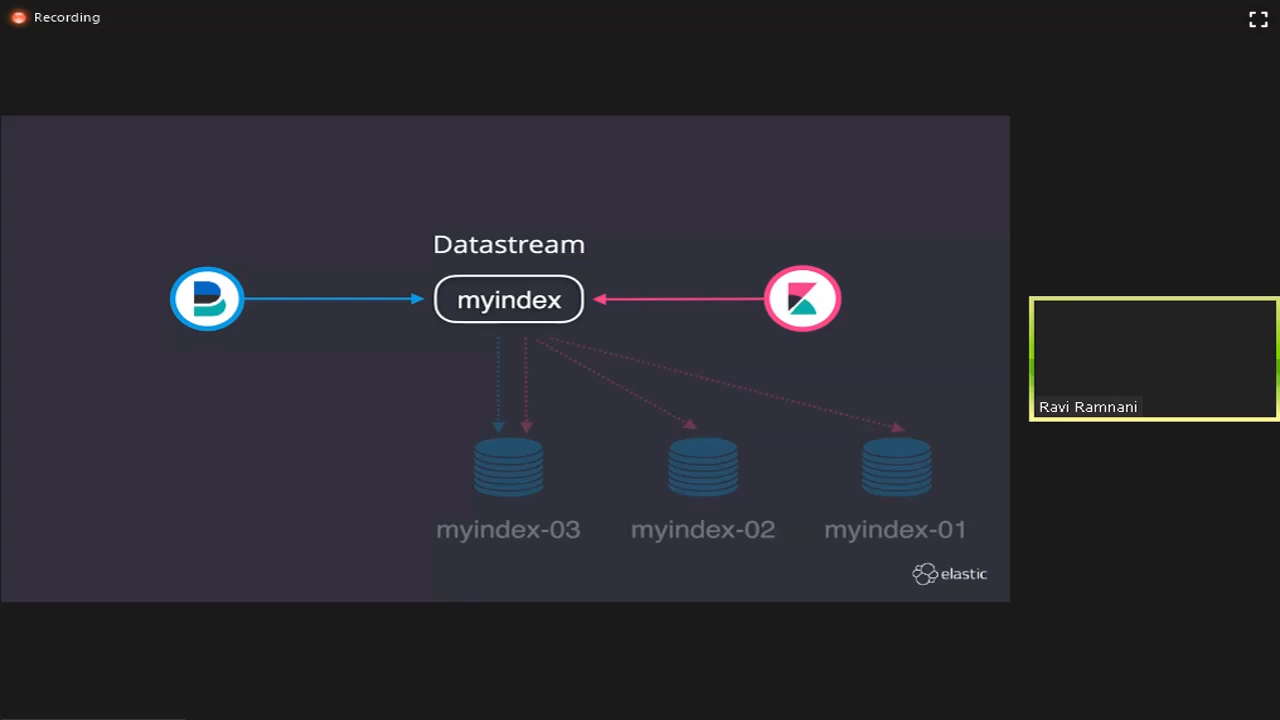 Recording
Datastream
myindex
Ravi Ramnani
myindex-03 myindex-02 myindex-01
elastic